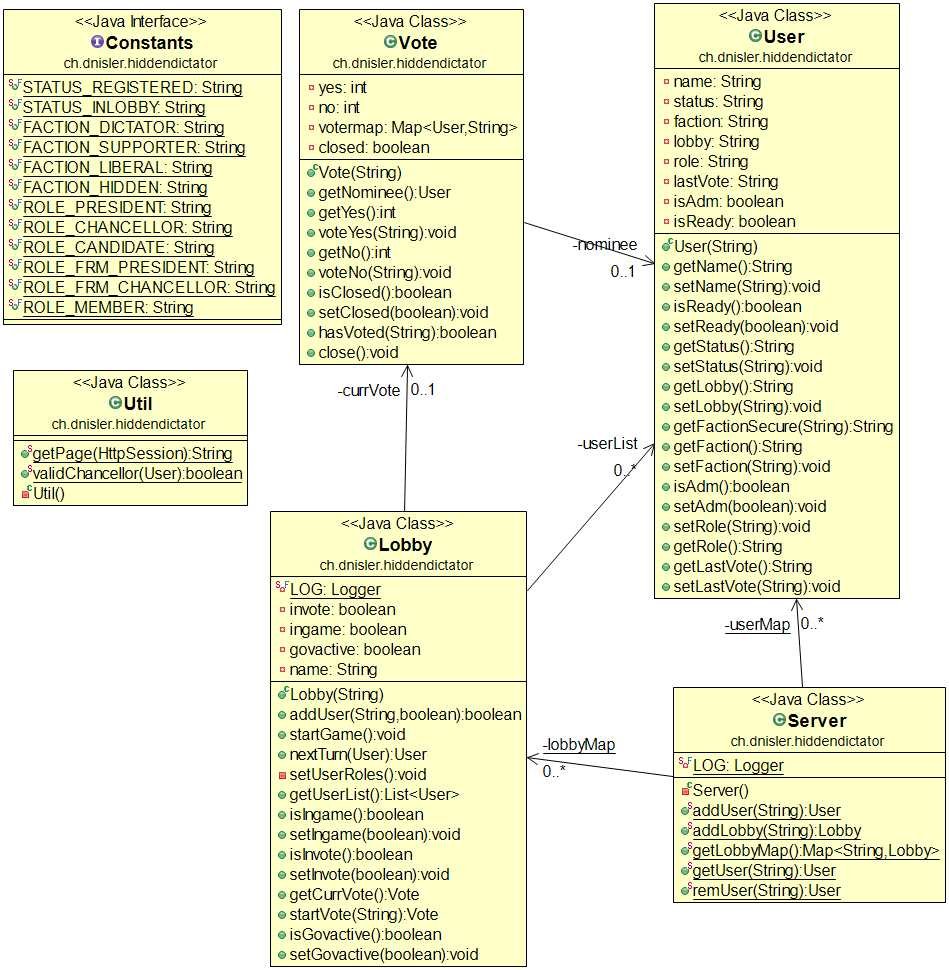 <<Java Interface>>
Constants
ch.dnisler.hiddendictator
STATUS_REGISTERED: String
STATUS_INLOBBY: String
FACTION_DICTATOR: String
FACTION_SUPPORTER: String
FACTION_LIBERAL: String
FACTION_HIDDEN: String
ROLE_PRESIDENT: String
ROLE_CHANCELLOR: String
ROLE_CANDIDATE: String
ROLE_FRM_PRESIDENT: String
ROLE_FRM_CHANCELLOR: String
ROLE_MEMBER: String
<<Java Class>>
Vote
ch.dnisler.hiddendictator
yes: int
no: int
votermap: Map<User,String>
closed: boolean
Vote(String)
getNominee():User
getYes():int
voteYes(String):void
getNo():int
voteNo(String):void
isClosed():boolean
setClosed(boolean):void
hasVoted(String):boolean
close():void
-nominee
0..1
<<Java Class>>
User
ch.dnisler.hiddendictator
name: String
status: String
faction: String
lobby: String
role: String
lastVote: String
isAdm: boolean
isReady: boolean
User(String)
getName():String
setName(String):void
isReady():boolean
setReady(boolean):void
getStatus():String
setStatus(String):void
getLobby():String
setLobby(String):void
getFactionSecure(String):String
getFaction():String
setFaction(String):void
isAdm():boolean
setAdm(boolean):void
setRole(String):void
getRole():String
getLastVote():String
setLastVote(String):void
<<Java Class>>
Util
ch.dnisler.hiddendictator
getPage(HttpSession):String
validChancellor(User):boolean
Util()
-currVote
0..1
-userList
0..*
<<Java Class>>
Lobby
ch.dnisler.hiddendictator
LOG: Logger
invote: boolean
ingame: boolean
govactive: boolean
name: String
Lobby(String)
addUser(String,boolean):boolean
startGame():void
nextTurn(User):User
setUserRoles():void
getUserList():List<User>
isIngame():boolean
setIngame(boolean):void
isInvote():boolean
setInvote(boolean):void
getCurrVote():Vote
startVote(String):Vote
isGovactive():boolean
setGovactive(boolean):void
-userMap
0..*
-lobbyMap
0..*
<<Java Class>>
Server
ch.dnisler.hiddendictator
LOG: Logger
Server()
addUser(String):User
addLobby(String):Lobby
getLobbyMap():Map<String,Lobby>
getUser(String):User
remUser(String):User